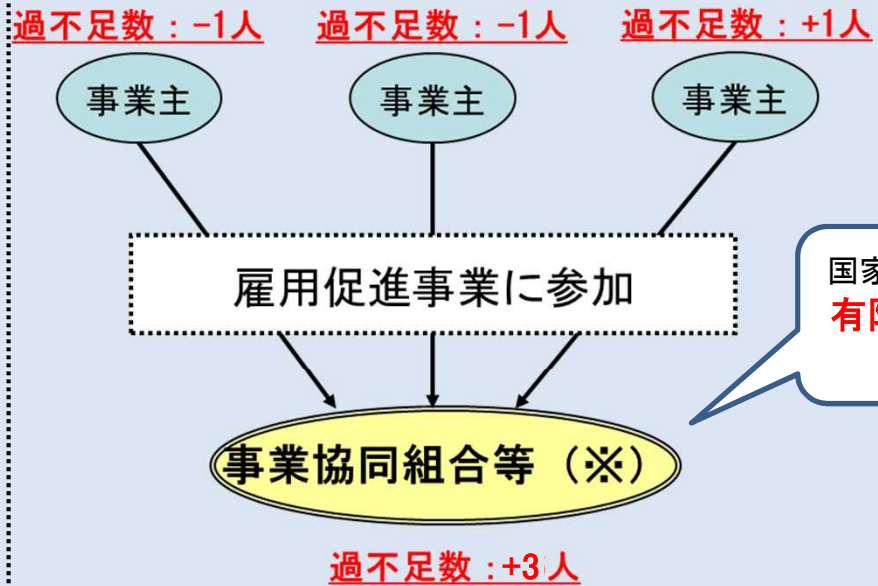 過不足数：-1人 過不足数：-1人 過不足数：+1人
事業主 事業主 事業主
雇用促進事業に参加
国家
有限
事業協同組合等（※）
過不足数：+3人